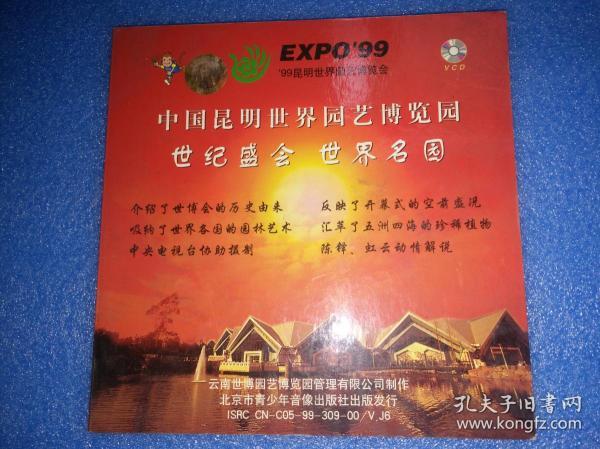 EXPO'99
'99昆明世界园艺博览会
VCD
中国昆明世界园艺博览园
世纪盛会 世界名园
介绍了世博会的历史由来
反映了开幕式的空前盛况
吸纳了世界各国的园林艺术
汇萃了五洲四海的珍稀植物
中央电视台协助摄制
陈铎、虹云动情解说
云南世博园艺博览园管理有限公司制作
北京市青少年音像出版社出版发行
ISRC CN-C05-99-309-00/V.J6
孔夫子旧书网
www.kongfz.com